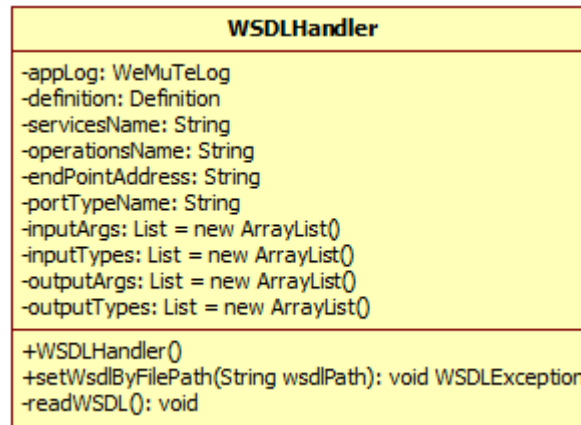 WSDLHandler
-appLog: WeMuTeLog
-definition: Definition
-servicesName: String
-operationsName: String
-endPointAddress: String
-portTypeName: String
-inputArgs: List = new ArrayList()
-inputTypes: List = new ArrayList()
-outputArgs: List = new ArrayList()
-outputTypes: List = new ArrayList()
+WSDLHandler()
+setWsdlByFilePath(String wsdlPath): void WSDLException
-readWSDL(): void